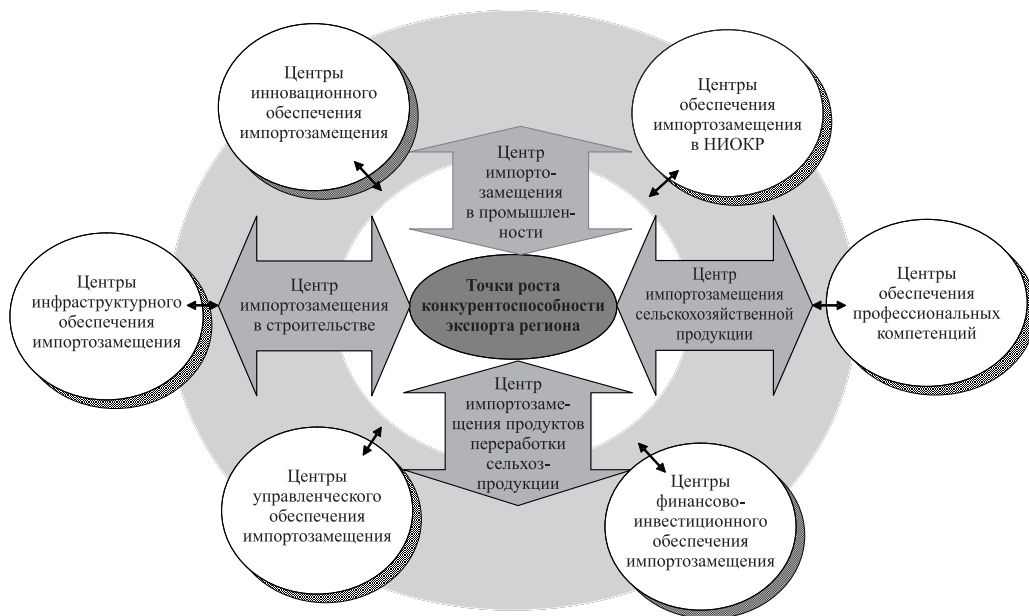 Центры
инновационного
обеспечения
импортозамещения
Центры
обеспечения
импортозамещения
в НИОКР
Центр
импорто-
замещения
в промышлен-
ности
Центры
инфраструктурного
обеспечения
импортозамещения
Центр
импортозамещения
в строительстве
Точки роста
конкурентоспособности
экспорта региона
Центр
импортозамещения
сельскохозяйственной
продукции
Центры
обеспечения
профессиональных
компетенций
Центр
импортозаме-
щения продуктов
переработки
сельхоз-
продукции
Центры
управленческого
обеспечения
импортозамещения
Центры
финансово-
инвестиционного
обеспечения
импортозамещения